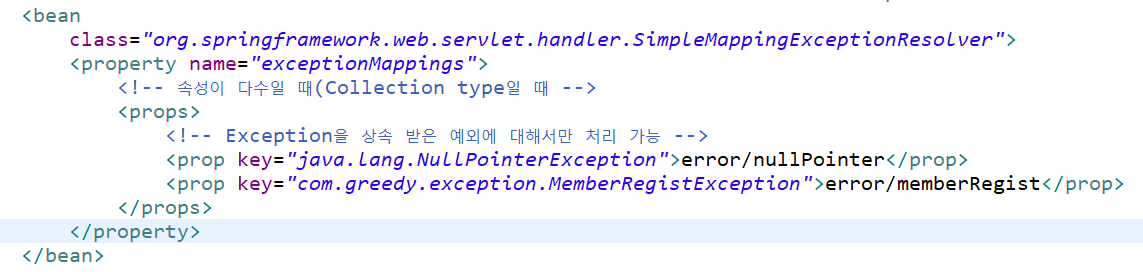 <bean
class="org.springframework.web.servlet.handler.SimpleMappingExceptionResolver">
<property name="exceptionMappings">
<!-- 속성이 다수일 때(Collection type일 때 -->
<props>
<!-- Exception을 상속 받은 예외에 대해서만 처리 가능 -->
<prop key="java.lang.NullPointerException">error/nullPointer</prop>
<prop key="com.greedy.exception.MemberRegistException">error/memberRegist</prop>
</props>
</property>
</bean>